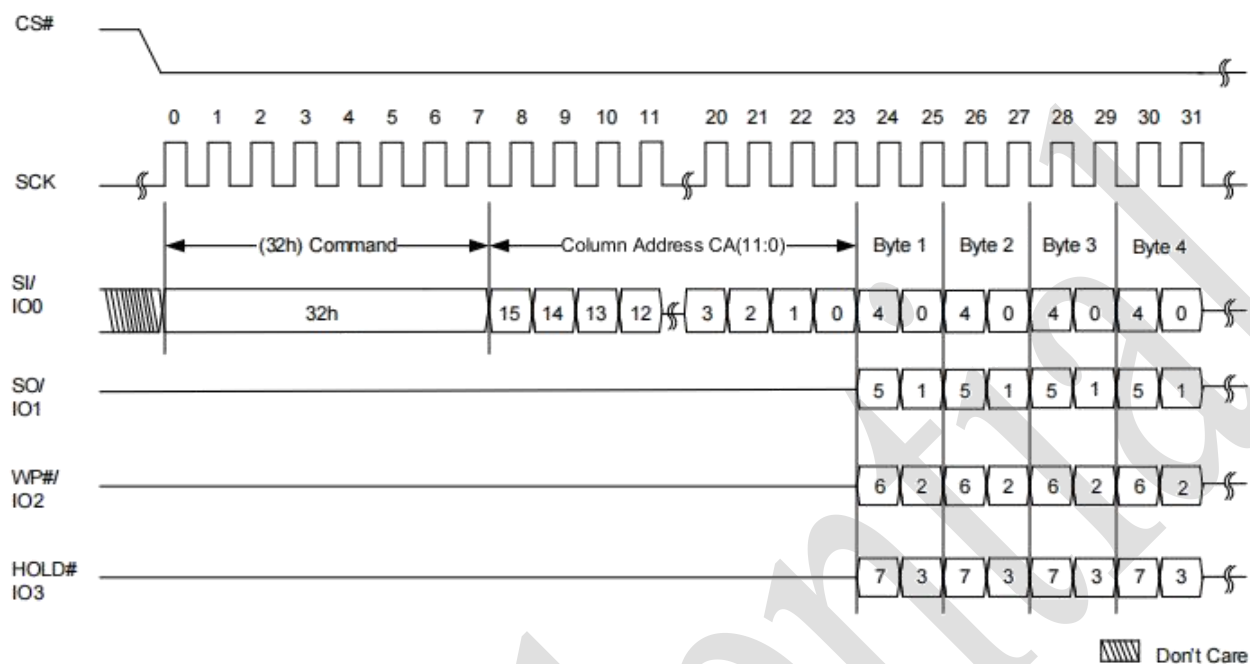 CS#
0 1 2 3 4 5 6 7 8 9 10 11 20 21 22 23 24 25 26 27 28 29 30 31
SCK
(32h) Command Column Address CA(11:0) Byte 1 Byte 2 Byte 3 Byte 4
SI/
IO0
32h 15 14 13 12 3 2 1 0 4 0 4 0 4 0 4 0
SO/
IO1
5 1 5 1 5 1 5 1
WP#/
IO2
6 2 6 2 6 2 6 2
HOLD#
IO3
7 3 7 3 7 3 7 3
Don't Care